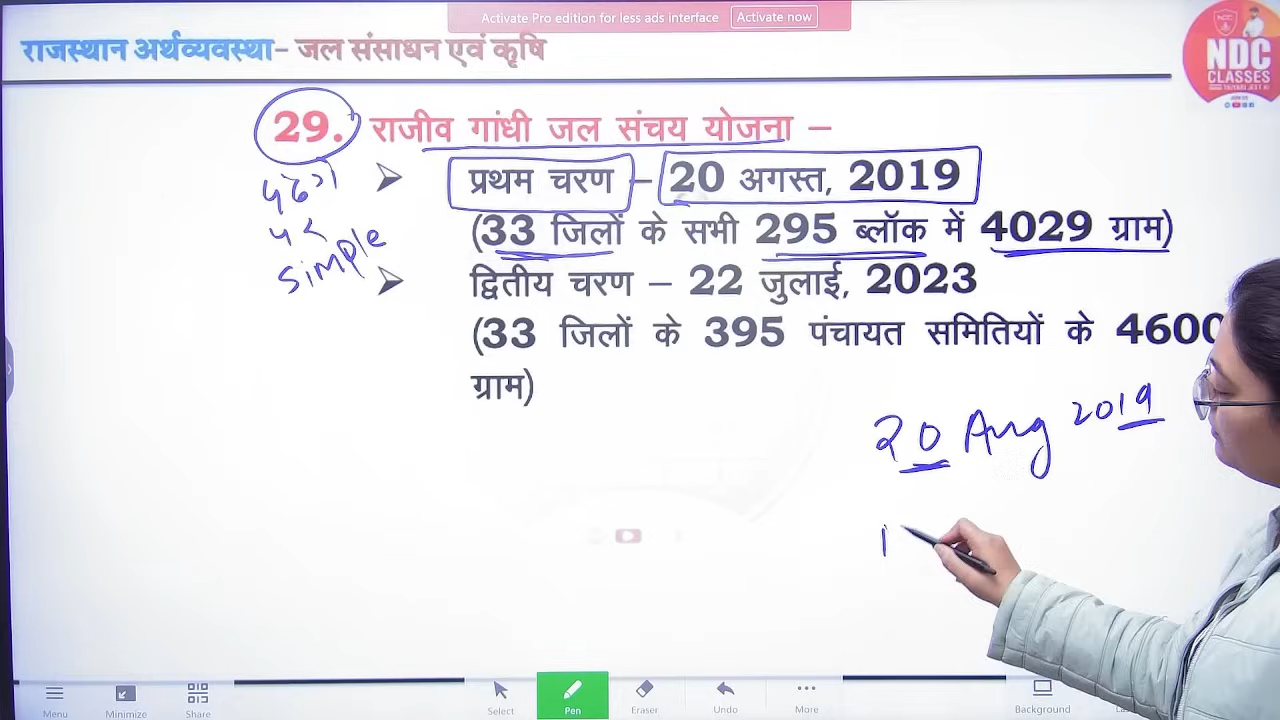 Activate Pro edition for less ads interface Activate now
राजस्थान अर्थव्यवस्था– जल संसाधन एवं कृषि
NDC
CLASSES
29. राजीव गांधी जल संचय योजना –
प्रथम चरण – 20 अगस्त, 2019
(33 जिलों के सभी 295 ब्लॉक में 4029 ग्राम)
simple
द्वितीय चरण – 22 जुलाई, 2023
(33 जिलों के 395 पंचायत समितियों के 4600
ग्राम)
20 Aug 2019
Menu Minimize Share Select Pen Eraser Undo More Background